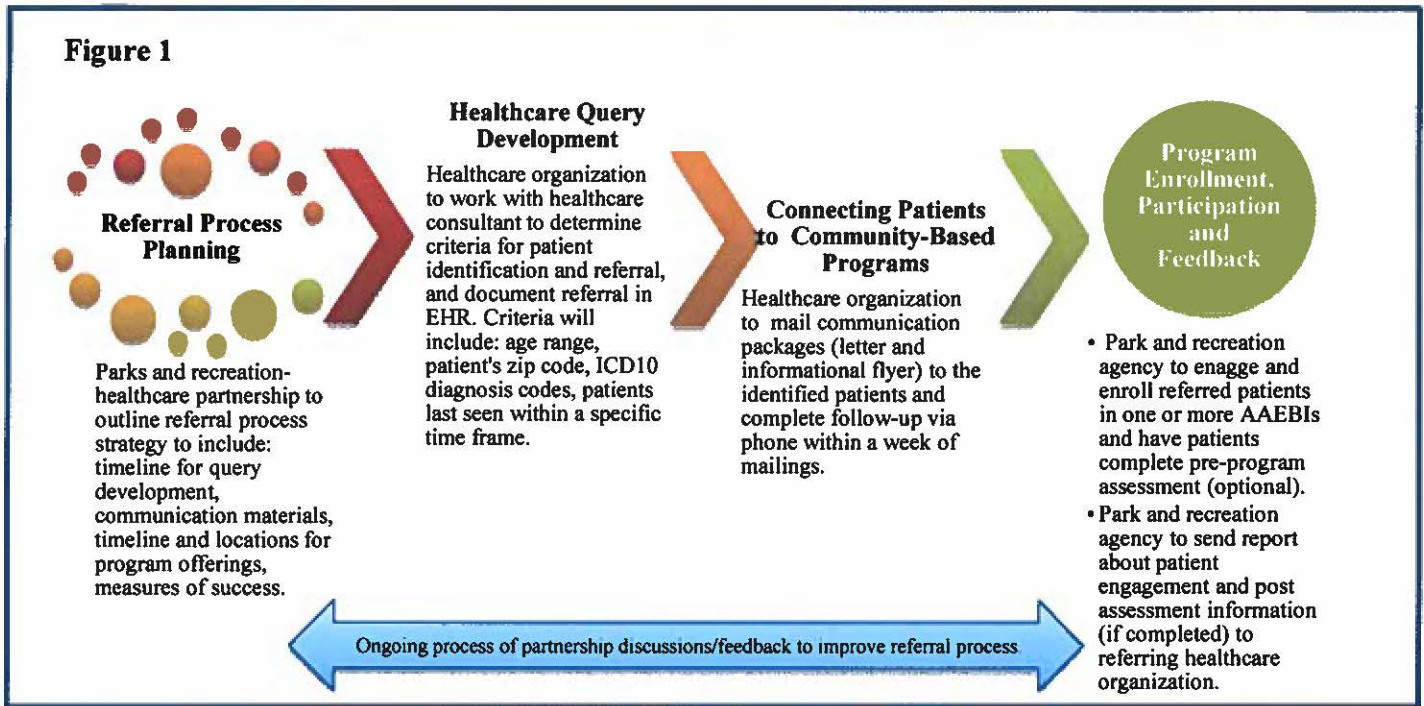 Figure 1
Referral Process
Planning
Parks and recreation-
healthcare partnership to
outline referral process
strategy to include:
timeline for query
development,
communication materials,
timeline and locations for
program offerings,
measures of success.
Healthcare Query
Development
Healthcare organization
to work with healthcare
consultant to determine
criteria for patient
identification and referral,
and document referral in
EHR. Criteria will
include: age range,
patient's zip code, ICD10
diagnosis codes, patients
last seen within a specific
time frame.
Connecting Patients
to Community-Based
Programs
Healthcare organization
to mail communication
packages (letter and
informational flyer) to the
identified patients and
complete follow-up via
phone within a week of
mailings.
Program
Enrollment,
Participation
and
Feedback
• Park and recreation
agency to enagge and
enroll referred patients
in one or more AAEBIs
and have patients
complete pre-program
assessment (optional).
• Park and recreation
agency to send report
about patient
engagement and post
assessment information
(if completed) to
referring healthcare
organization.
Ongoing process of partnership discussions/feedback to improve referral process